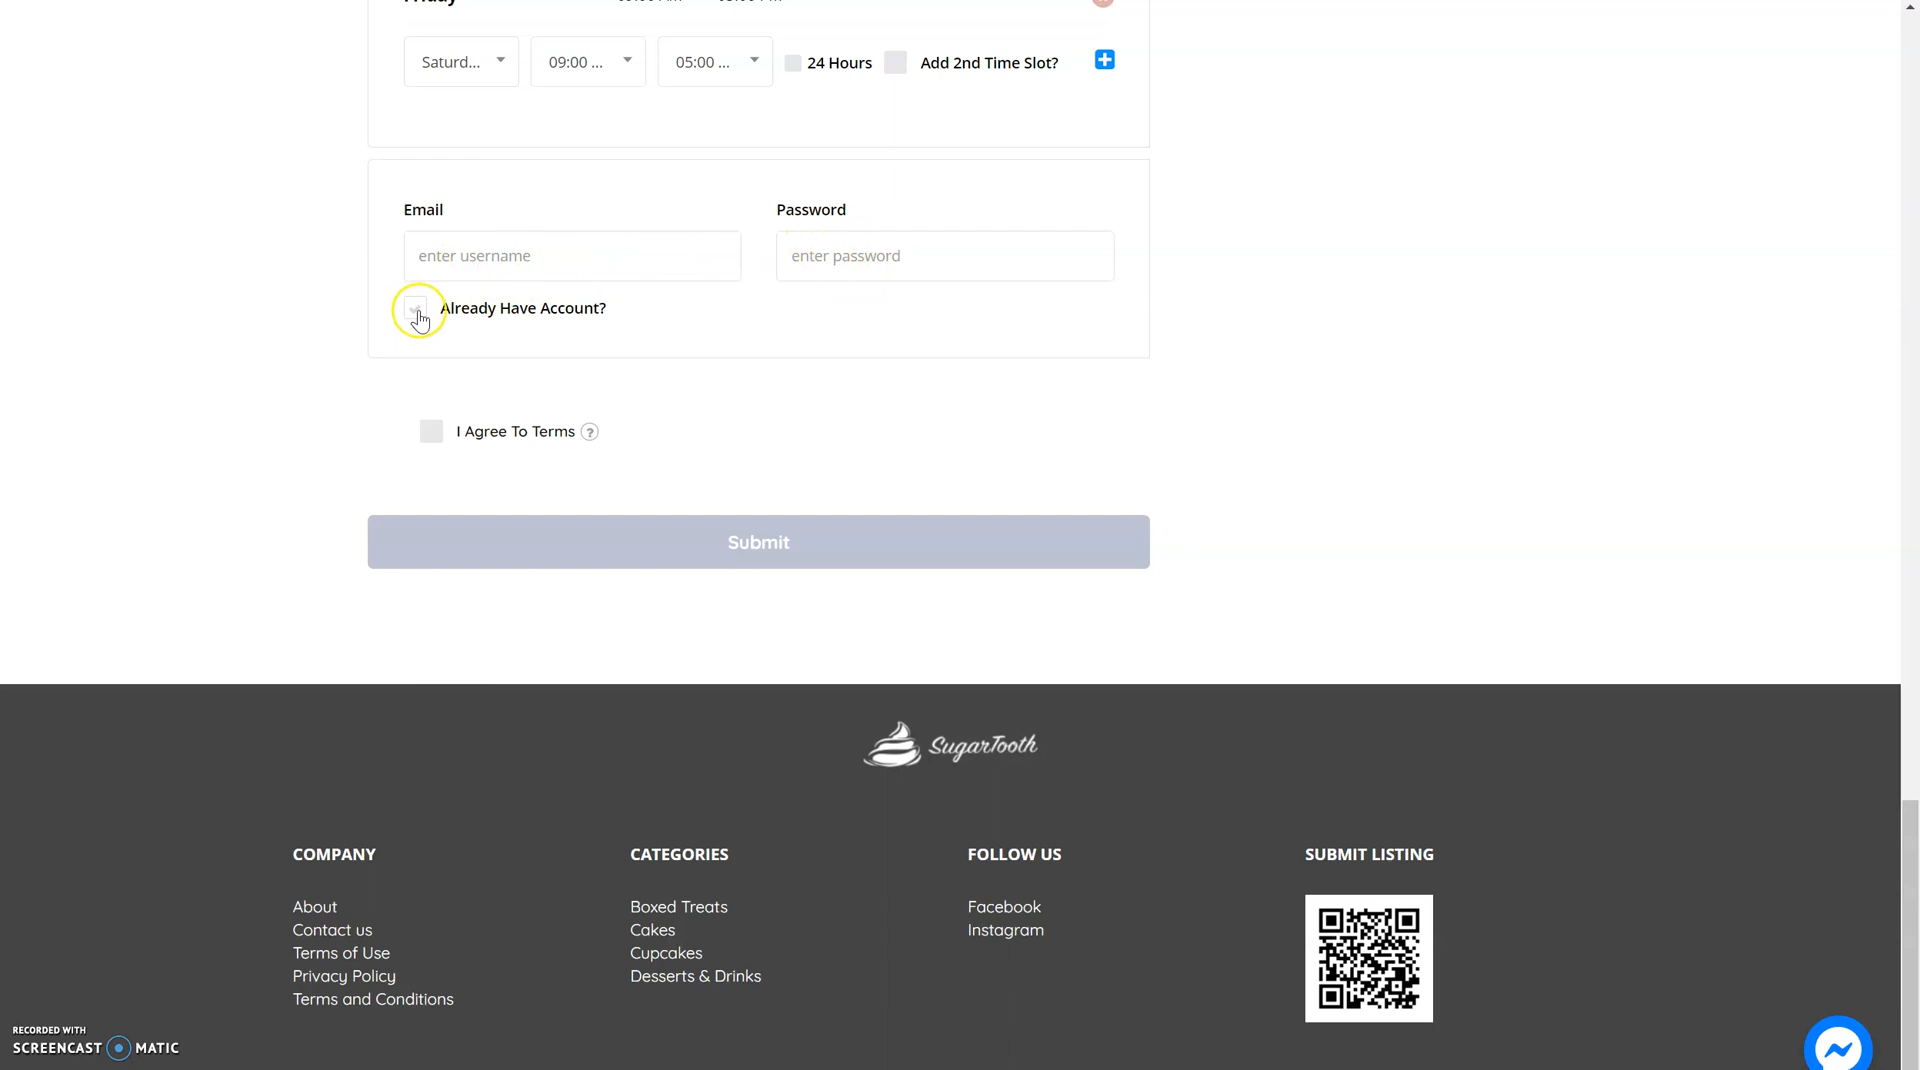 Friday
Saturd... 09:00 ... 05:00 ... 24 Hours Add 2nd Time Slot?
Email Password
enter username enter password
Already Have Account?
I Agree To Terms ?
Submit
SugarTooth
COMPANY CATEGORIES FOLLOW US SUBMIT LISTING
About Boxed Treats Facebook
Contact us Cakes Instagram
Terms of Use Cupcakes
Privacy Policy Desserts & Drinks
Terms and Conditions
RECORDED WITH
SCREENCAST MATIC